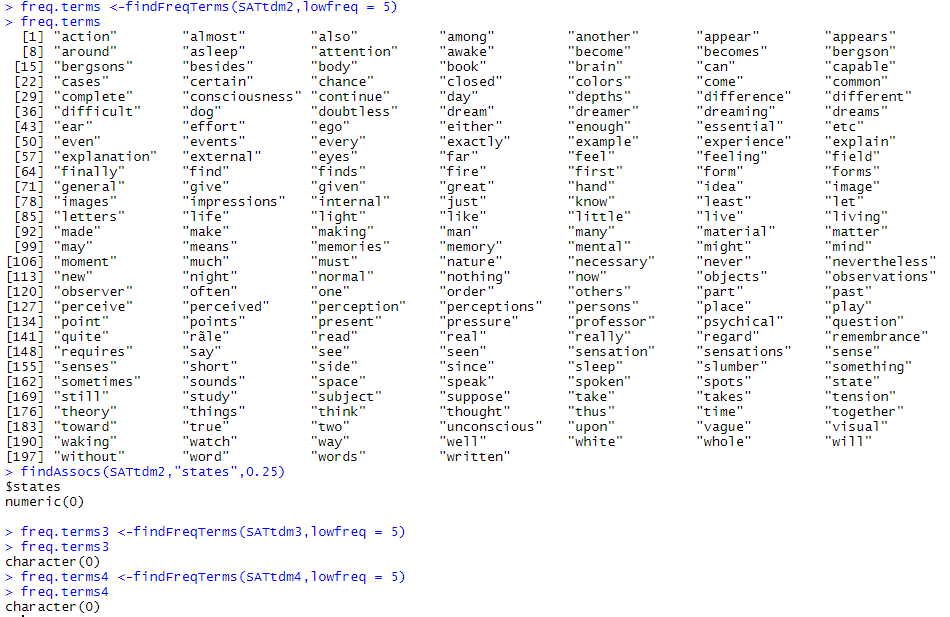 > freq.terms <-findFreqTerms(SATtdm2,lowfreq = 5)
> freq.terms
[1] "action" "almost" "also" "among" "another" "appear" "appears"
[8] "around" "asleep" "attention" "awake" "become" "becomes" "bergson"
[15] "bergsons" "besides" "body" "book" "brain" "can" "capable"
[22] "cases" "certain" "chance" "closed" "colors" "come" "common"
[29] "complete" "consciousness" "continue" "day" "depths" "difference" "different"
[36] "difficult" "dog" "doubtless" "dream" "dreamer" "dreaming" "dreams"
[43] "ear" "effort" "ego" "either" "enough" "essential" "etc"
[50] "even" "events" "every" "exactly" "example" "experience" "explain"
[57] "explanation" "external" "eyes" "far" "feel" "feeling" "field"
[64] "finally" "find" "finds" "fire" "first" "form" "forms"
[71] "general" "give" "given" "great" "hand" "idea" "image"
[78] "images" "impressions" "internal" "just" "know" "least" "let"
[85] "letters" "life" "light" "like" "little" "live" "living"
[92] "made" "make" "making" "man" "many" "material" "matter"
[99] "may" "means" "memories" "memory" "mental" "might" "mind"
[106] "moment" "much" "must" "nature" "necessary" "never" "nevertheless"
[113] "new" "night" "normal" "nothing" "now" "objects" "observations"
[120] "observer" "often" "one" "order" "others" "part" "past"
[127] "perceive" "perceived" "perception" "perceptions" "persons" "place" "play"
[134] "point" "points" "present" "pressure" "professor" "psychical" "question"
[141] "quite" "rãle" "read" "real" "really" "regard" "remembrance"
[148] "requires" "say" "see" "seen" "sensation" "sensations" "sense"
[155] "senses" "short" "side" "since" "sleep" "slumber" "something"
[162] "sometimes" "sounds" "space" "speak" "spoken" "spots" "state"
[169] "still" "study" "subject" "suppose" "take" "takes" "tension"
[176] "theory" "things" "think" "thought" "thus" "time" "together"
[183] "toward" "true" "two" "unconscious" "upon" "vague" "visual"
[190] "waking" "watch" "way" "well" "white" "whole" "will"
[197] "without" "word" "words" "written"
> findAssocs(SATtdm2,"states",0.25)
$states
numeric(0)
> freq.terms3 <-findFreqTerms(SATtdm3,lowfreq = 5)
> freq.terms3
character(0)
> freq.terms4 <-findFreqTerms(SATtdm4,lowfreq = 5)
> freq.terms4
character(0)